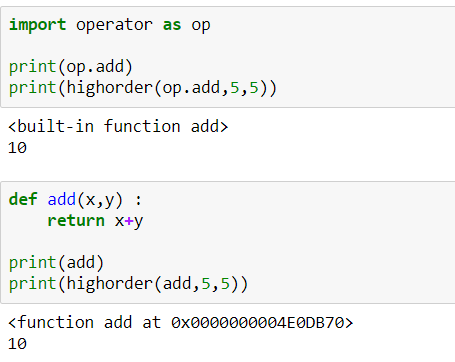 import operator as op
print(op.add)
print(highorder(op.add,5,5))
<built-in function add>
10
def add(x,y) :
    return x+y
print(add)
print(highorder(add,5,5))
<function add at 0x0000000004E0DB70>
10